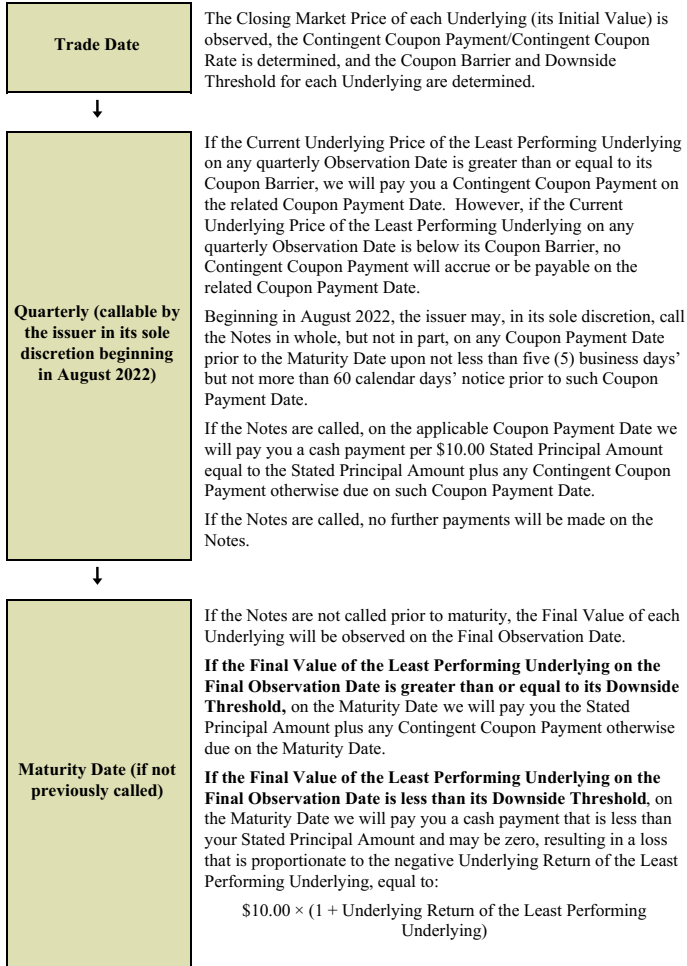 Trade Date
The Closing Market Price of each Underlying (its Initial Value) is
observed, the Contingent Coupon Payment/Contingent Coupon
Rate is determined, and the Coupon Barrier and Downside
Threshold for each Underlying are determined.
Quarterly (callable by
the issuer in its sole
discretion beginning
in August 2022)
If the Current Underlying Price of the Least Performing Underlying
on any quarterly Observation Date is greater than or equal to its
Coupon Barrier, we will pay you a Contingent Coupon Payment on
the related Coupon Payment Date. However, if the Current
Underlying Price of the Least Performing Underlying on any
quarterly Observation Date is below its Coupon Barrier, no
Contingent Coupon Payment will accrue or be payable on the
related Coupon Payment Date.
Beginning in August 2022, the issuer may, in its sole discretion, call
the Notes in whole, but not in part, on any Coupon Payment Date
prior to the Maturity Date upon not less than five (5) business days’
but not more than 60 calendar days’ notice prior to such Coupon
Payment Date.
If the Notes are called, on the applicable Coupon Payment Date we
will pay you a cash payment per $10.00 Stated Principal Amount
equal to the Stated Principal Amount plus any Contingent Coupon
Payment otherwise due on such Coupon Payment Date.
If the Notes are called, no further payments will be made on the
Notes.
Maturity Date (if not
previously called)
If the Notes are not called prior to maturity, the Final Value of each
Underlying will be observed on the Final Observation Date.
If the Final Value of the Least Performing Underlying on the
Final Observation Date is greater than or equal to its Downside
Threshold, on the Maturity Date we will pay you the Stated
Principal Amount plus any Contingent Coupon Payment otherwise
due on the Maturity Date.
If the Final Value of the Least Performing Underlying on the
Final Observation Date is less than its Downside Threshold, on
the Maturity Date we will pay you a cash payment that is less than
your Stated Principal Amount and may be zero, resulting in a loss
that is proportionate to the negative Underlying Return of the Least
Performing Underlying, equal to:
$10.00 × (1 + Underlying Return of the Least Performing
Underlying)